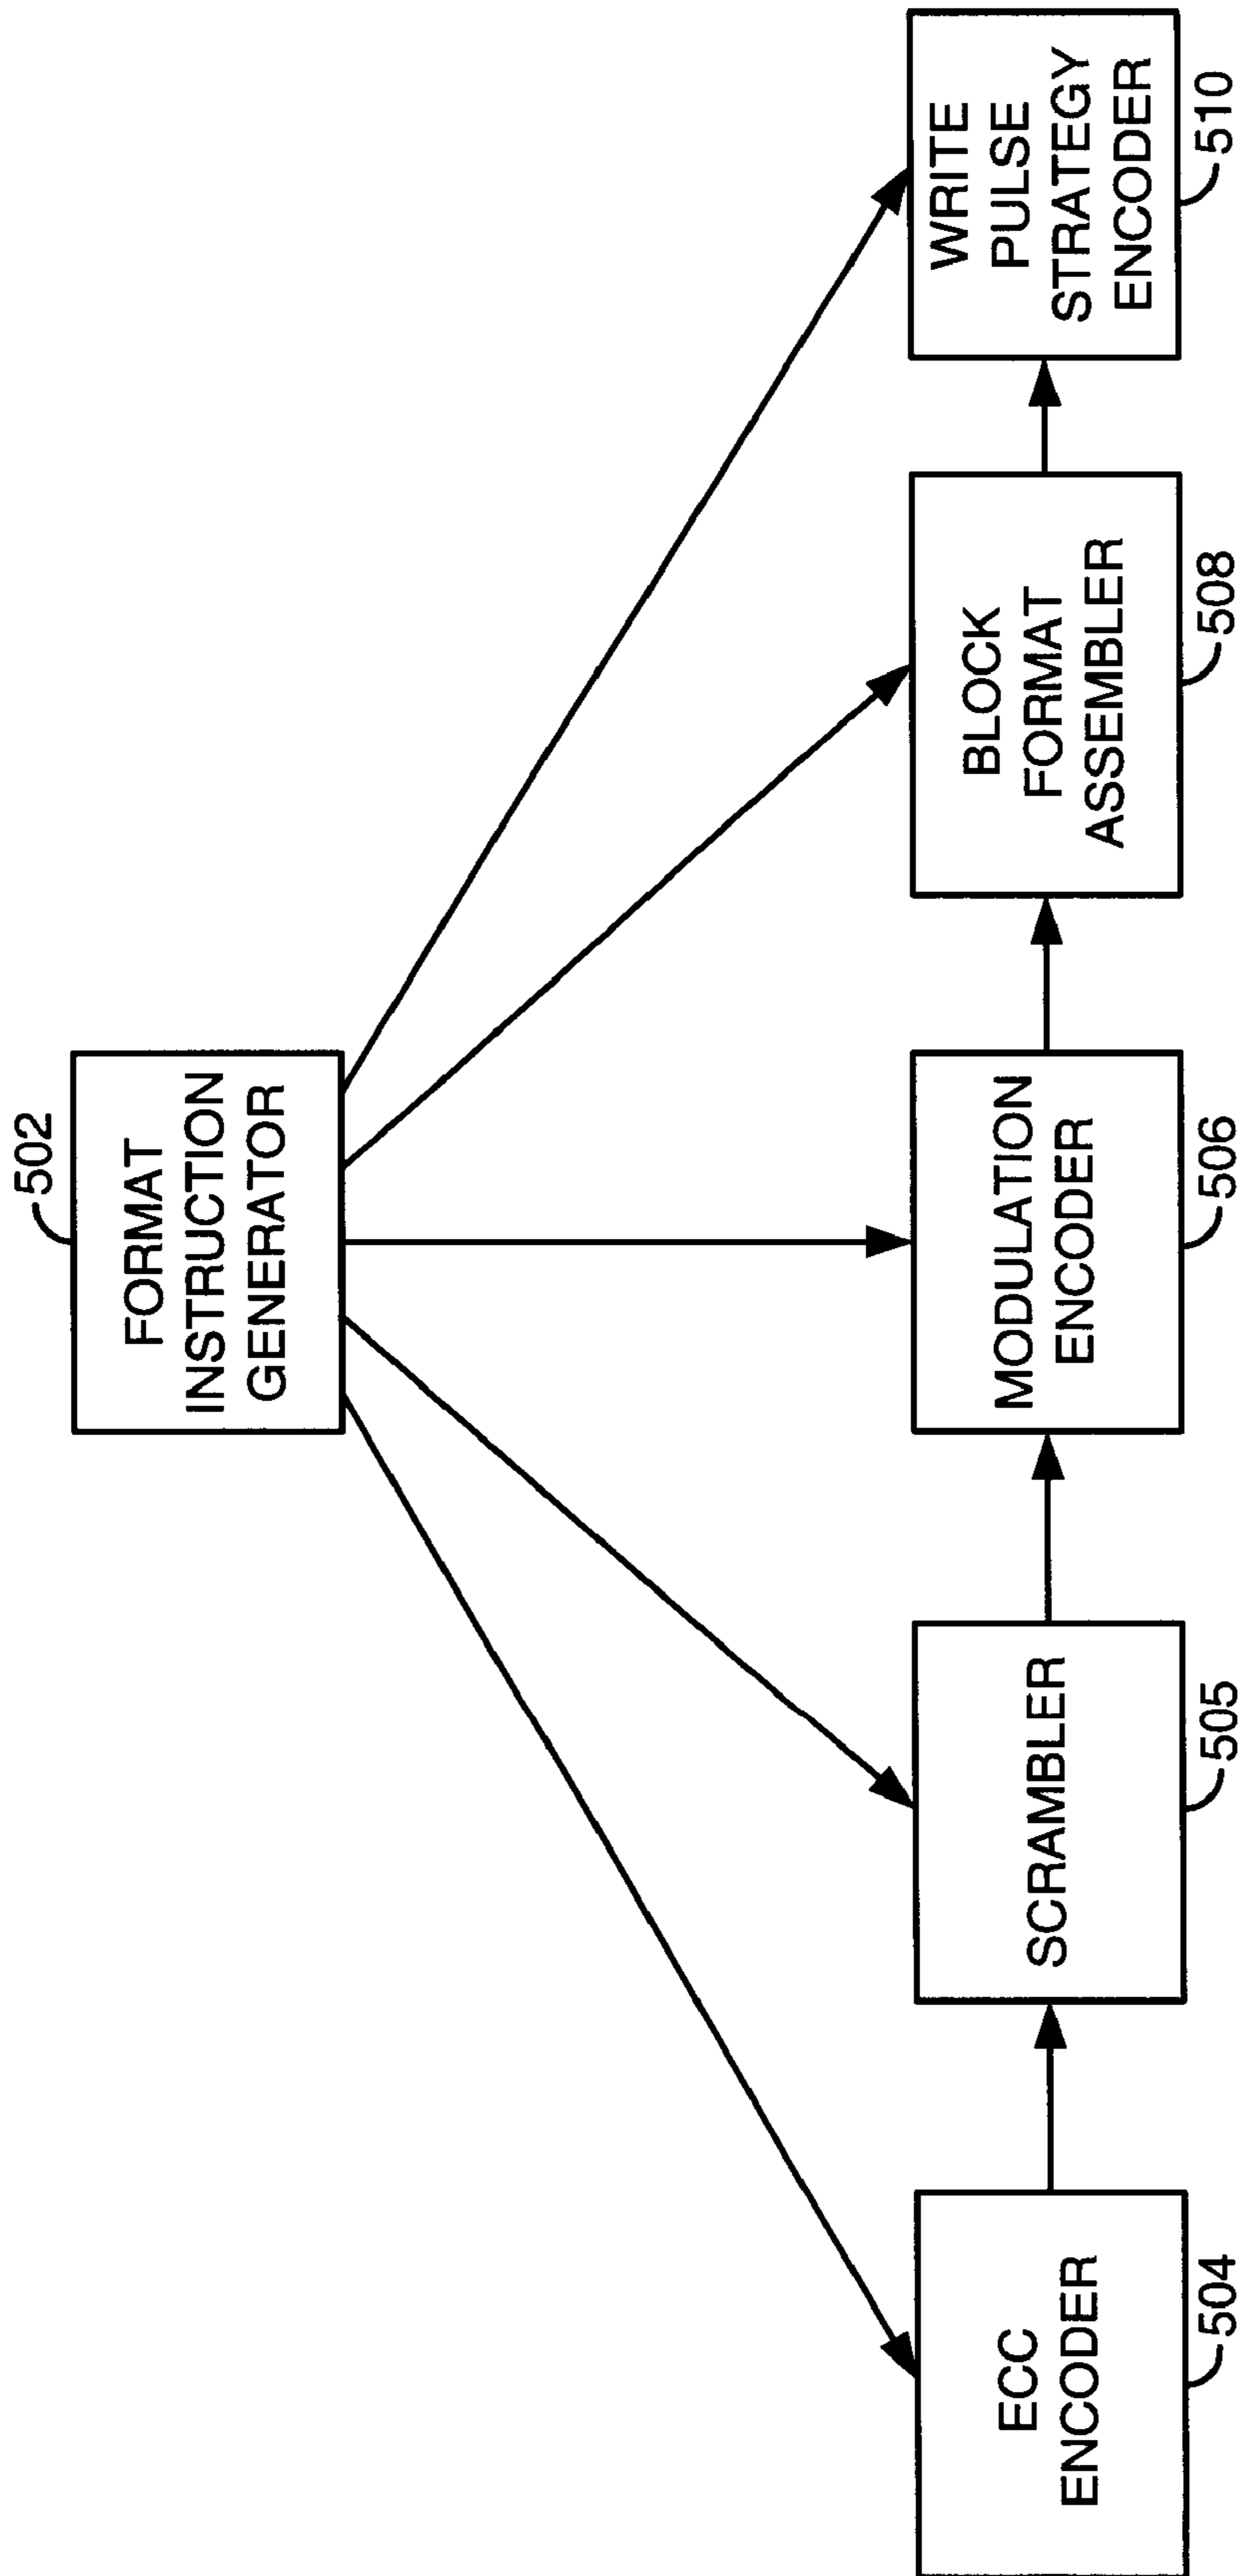 502
FORMAT
INSTRUCTION
GENERATOR
ECC
ENCODER
504
SCRAMBLER
505
MODULATION
ENCODER
506
BLOCK
FORMAT
ASSEMBLER
508
WRITE
PULSE
STRATEGY
ENCODER
510